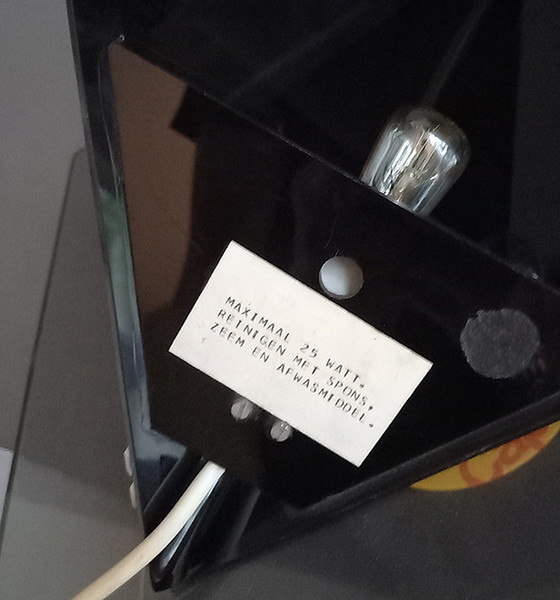 MAXIMAAL 25 WATT.
REINIGEN MET SPONS,
ZEEM EN AFWASMIDDEL.